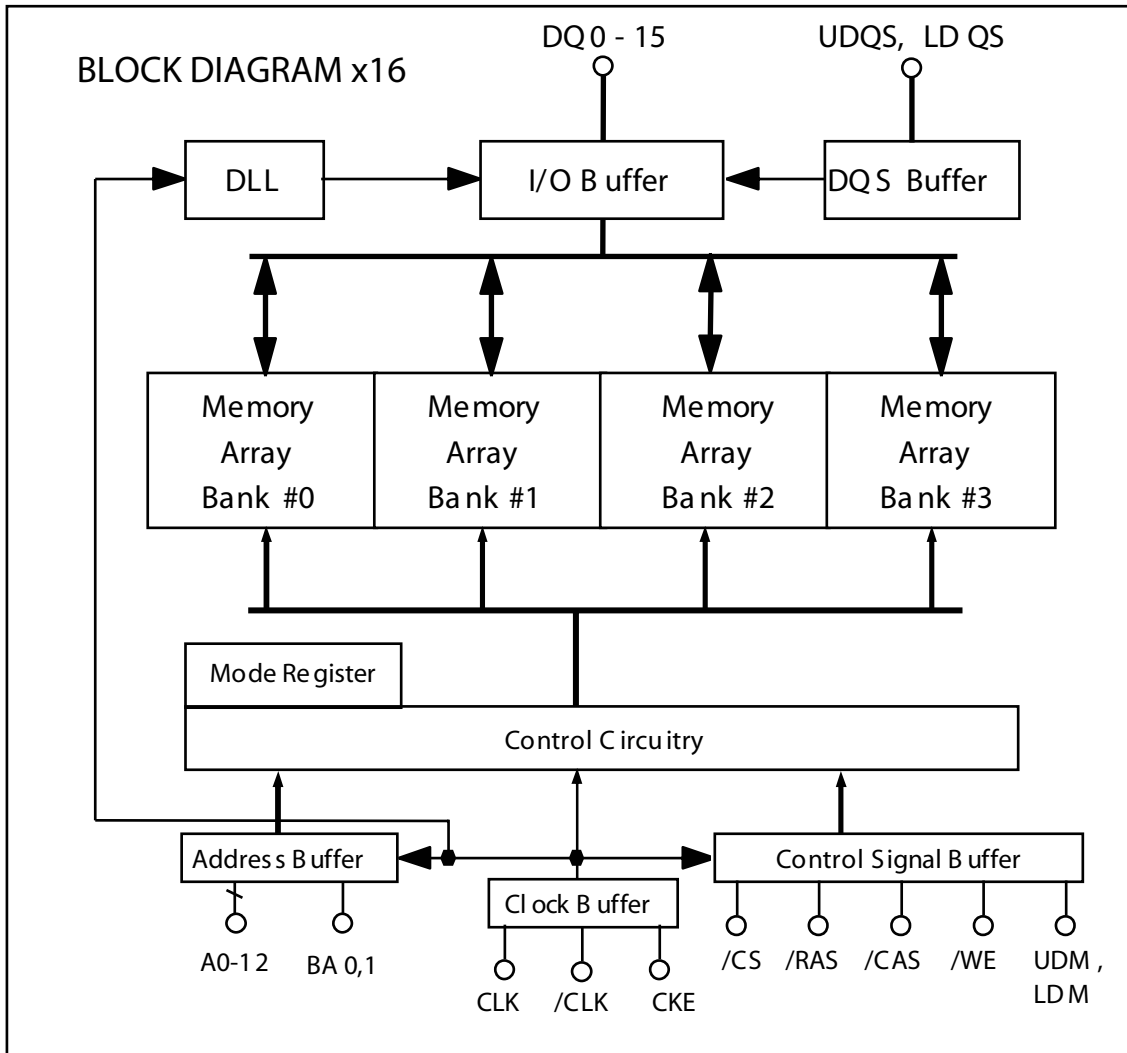 BLOCK DIAGRAM x16
DQ0 - 15
UDQS, LDQS
DLL
I/O Buffer
DQS Buffer
Memory
Array
Bank #0
Memory
Array
Bank #1
Memory
Array
Bank #2
Memory
Array
Bank #3
Mode Register
Control Circuitry
Address Buffer
Control Signal Buffer
Clock Buffer
A0-12
BA 0,1
CLK
/CLK
CKE
/CS
/RAS
/CAS
/WE
UDM,
LDM